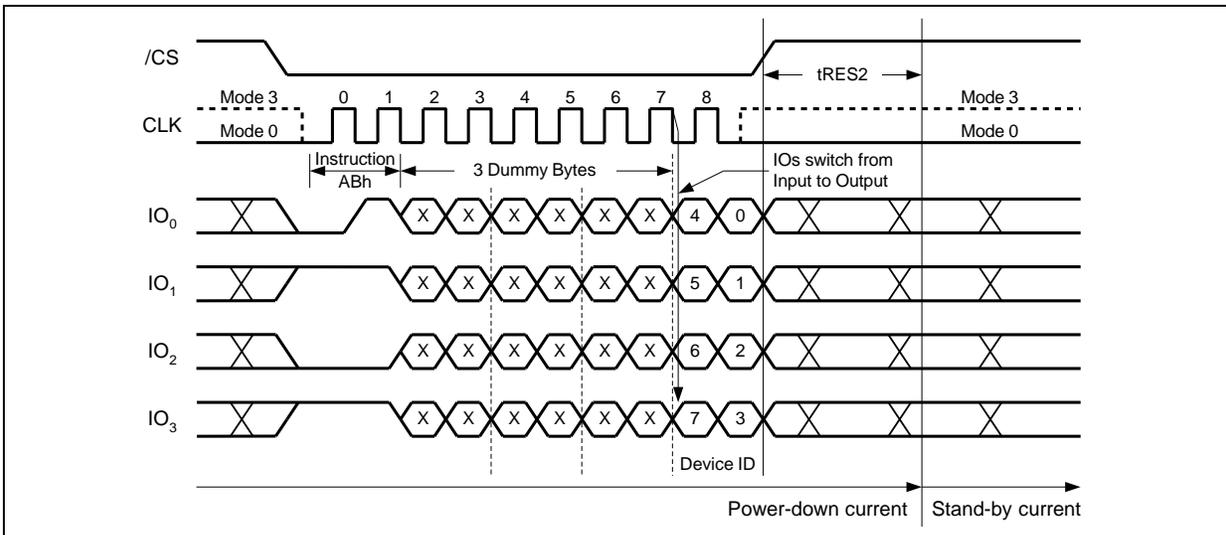 /CS
tRES2
Mode 3 0 1 2 3 4 5 6 7 8 Mode 3
CLK
Mode 0 Mode 0
Instruction
ABh
3 Dummy Bytes
IOs switch from
Input to Output
IO0 X X X X X X 4 0
IO1 X X X X X X 5 1
IO2 X X X X X X 6 2
IO3 X X X X X X 7 3
Device ID
Power-down current Stand-by current